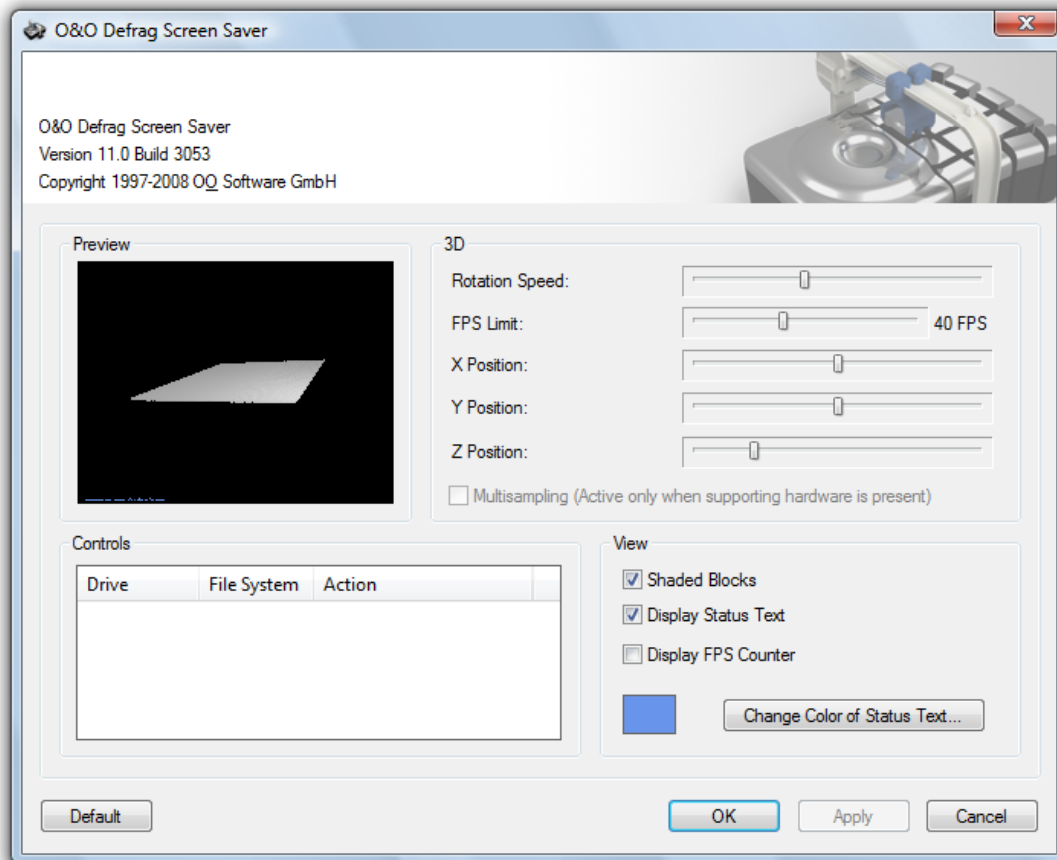 O&O Defrag Screen Saver
X
O&O Defrag Screen Saver
Version 11.0 Build 3053
Copyright 1997-2008 OO Software GmbH
Preview
3D
Rotation Speed:
FPS Limit:
40 FPS
X Position:
Y Position:
Z Position:
Multisampling (Active only when supporting hardware is present)
Controls
Drive File System Action
View
Shaded Blocks
Display Status Text
Display FPS Counter
Change Color of Status Text...
Default
OK
Apply
Cancel